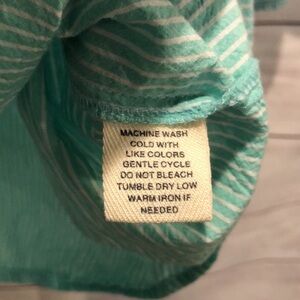 MACHINE WASH
COLD WITH
LIKE COLORS
GENTLE CYCLE
DO NOT BLEACH
TUMBLE DRY LOW
WARM IRON IF
NEEDED